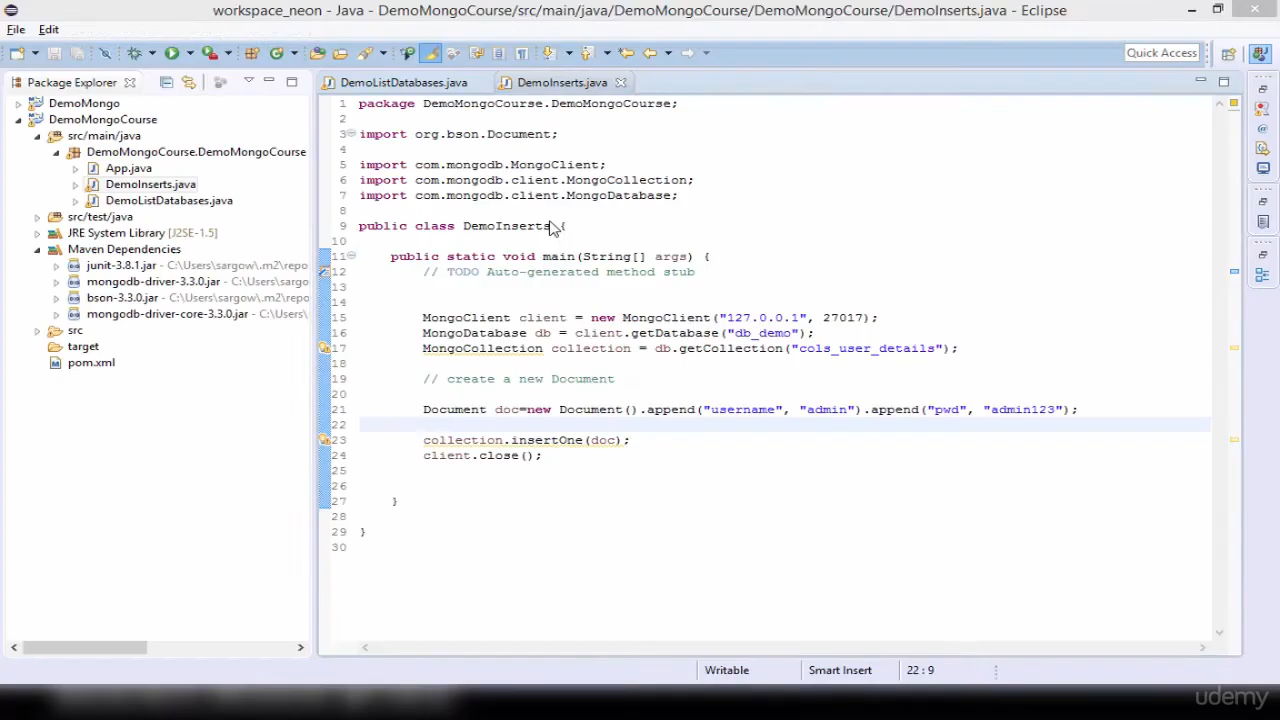 workspace_neon - Java - DemoMongoCourse/src/main/java/DemoMongoCourse/DemoMongoCourse/DemoInserts.java - Eclipse
File Edit
Quick Access
Package Explorer
DemoListDatabases.java DemoInserts.java
DemoMongo
DemoMongoCourse
src/main/java
DemoMongoCourse.DemoMongoCourse
App.java
DemoInserts.java
DemoListDatabases.java
src/test/java
JRE System Library [J2SE-1.5]
Maven Dependencies
junit-3.8.1.jar - C:\Users\sargow\.m2\repo
mongodb-driver-3.3.0.jar - C:\Users\
bson-3.3.0.jar - C:\Users\sargow\.m2\repo
mongodb-driver-core-3.3.0.jar - C:\Users\
src
target
pom.xml
1 package DemoMongoCourse.DemoMongoCourse;
2
3 import org.bson.Document;
4
5 import com.mongodb.MongoClient;
6 import com.mongodb.client.MongoCollection;
7 import com.mongodb.client.MongoDatabase;
8
9 public class DemoInserts {
10
11 public static void main(String[] args) {
12 // TODO Auto-generated method stub
13
14
15 MongoClient client = new MongoClient("127.0.0.1", 27017);
16 MongoDatabase db = client.getDatabase("db_demo");
17 MongoCollection collection = db.getCollection("cols_user_details");
18
19 // create a new Document
20
21 Document doc=new Document().append("username", "admin").append("pwd", "admin123");
22
23 collection.insertOne(doc);
24 client.close();
25
26
27 }
28
29 }
30
Writable Smart Insert 22 : 9
udemy